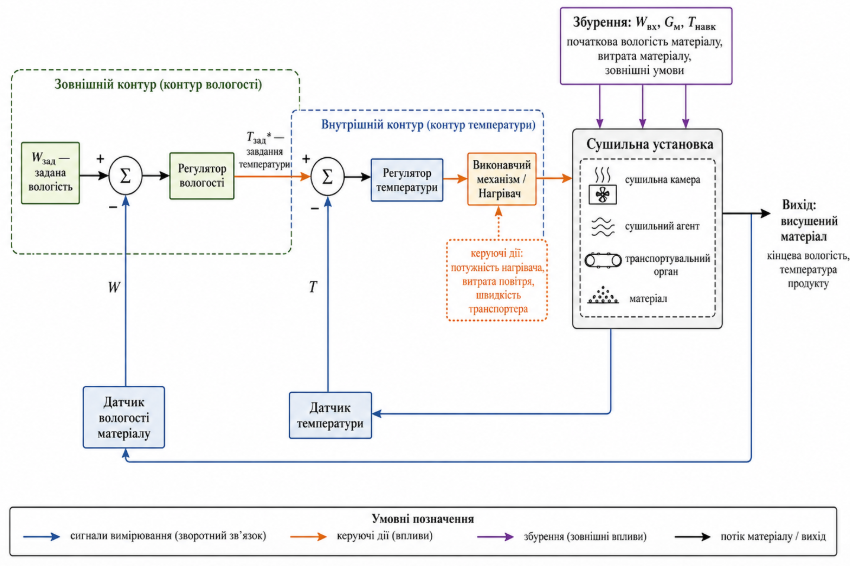 Збурення: Wвх, Gм, Tнавк
початкова вологість матеріалу,
витрата матеріалу,
зовнішні умови
Зовнішній контур (контур вологості)
Внутрішній контур (контур температури)
Wзад —
задана
вологість
+
Σ
−
Регулятор
вологості
Tзад* —
завдання
температури
+
Σ
−
Регулятор
температури
Виконавчий
механізм /
Нагрівач
керуючі дії:
потужність нагрівача,
витрата повітря,
швидкість
транспортера
Сушильна установка
сушильна камера
сушильний агент
транспортувальний
орган
матеріал
Вихід:
висушений
матеріал
кінцева вологість,
температура
продукту
W
T
Датчик
вологості
матеріалу
Датчик
температури
Умовні позначення
сигнали вимірювання (зворотний зв’язок)
керуючі дії (впливи)
збурення (зовнішні впливи)
потік матеріалу / вихід